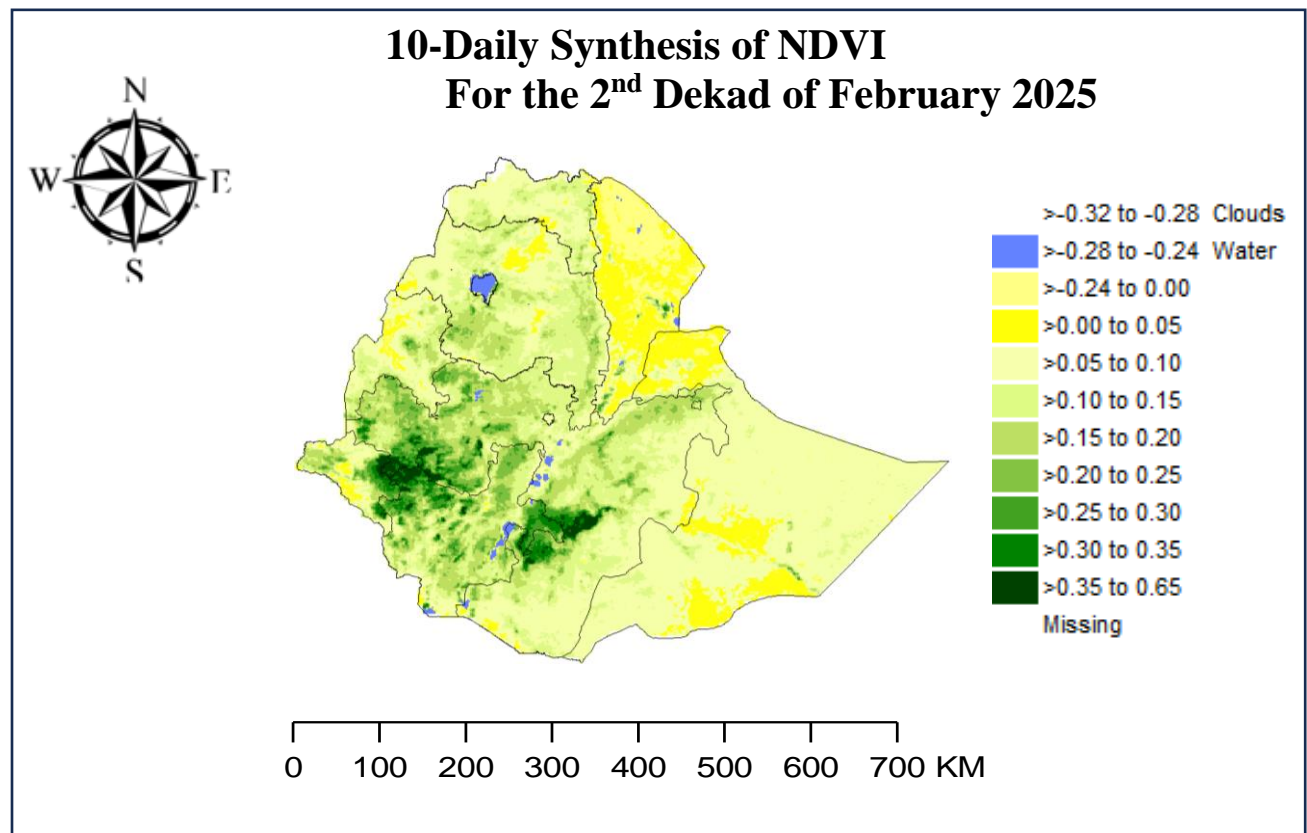 10-Daily Synthesis of NDVI
For the 2nd Dekad of February 2025
N
W E
S
>-0.32 to -0.28 Clouds
>-0.28 to -0.24 Water
>-0.24 to 0.00
>0.00 to 0.05
>0.05 to 0.10
>0.10 to 0.15
>0.15 to 0.20
>0.20 to 0.25
>0.25 to 0.30
>0.30 to 0.35
>0.35 to 0.65
Missing
0 100 200 300 400 500 600 700 KM